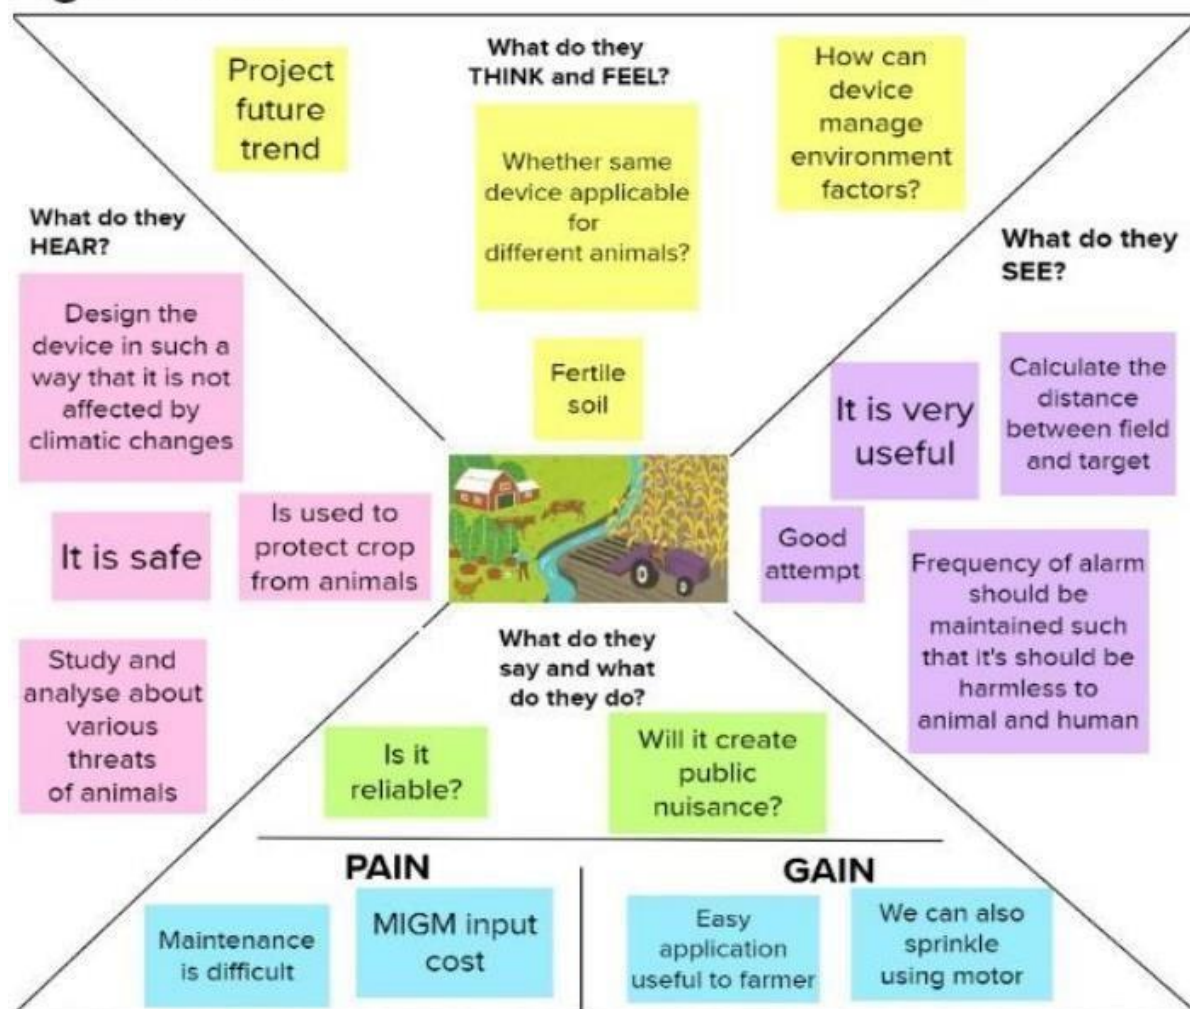 What do they
THINK and FEEL?
Project
future
trend
Whether same
device applicable
for
different animals?
How can
device
manage
environment
factors?
Fertile
soil
What do they
HEAR?
Design the
device in such a
way that it is not
affected by
climatic changes
It is safe
Is used to
protect crop
from animals
Study and
analyse about
various
threats
of animals
What do they
SEE?
It is very
useful
Calculate the
distance
between field
and target
Good
attempt
Frequency of alarm
should be
maintained such
that it's should be
harmless to
animal and human
What do they
say and what
do they do?
Is it
reliable?
Will it create
public
nuisance?
PAIN
Maintenance
is difficult
MIGM input
cost
GAIN
Easy
application
useful to farmer
We can also
sprinkle
using motor